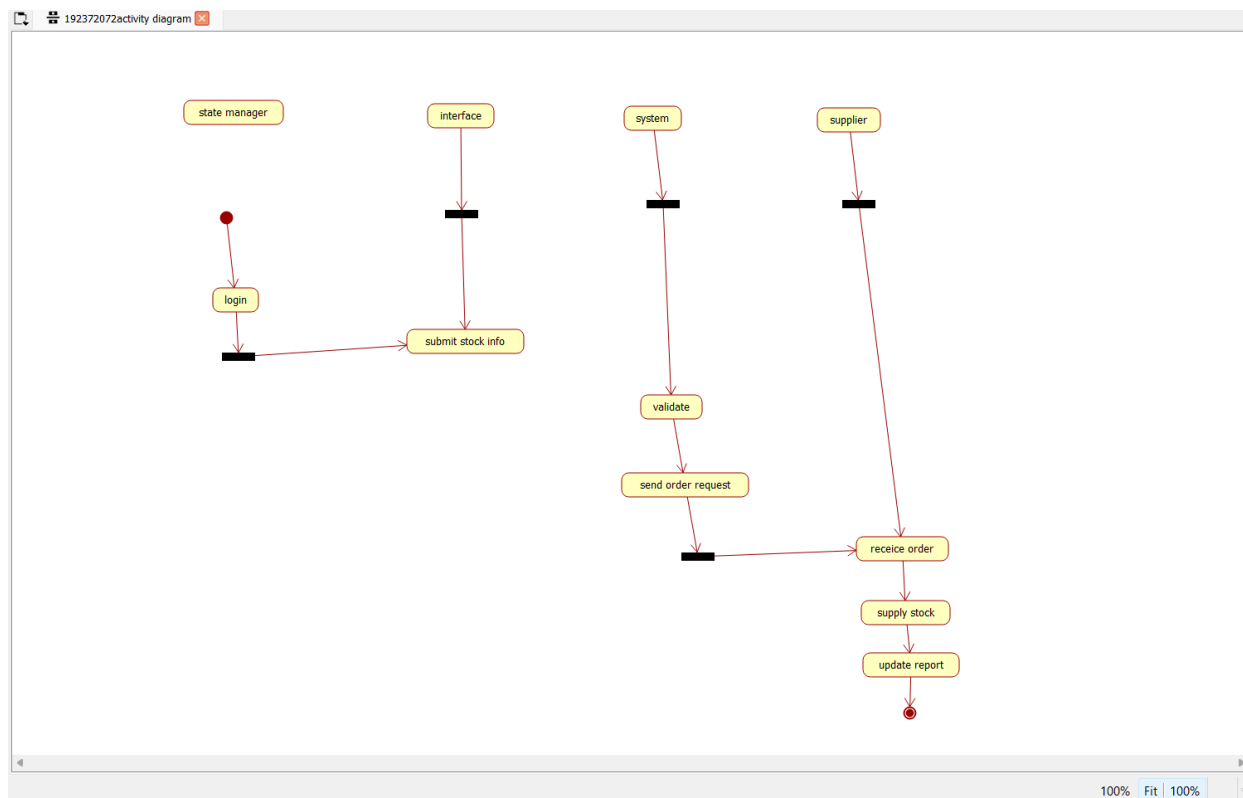 192372072activity diagram
state manager
interface
system
supplier
login
submit stock info
validate
send order request
receice order
supply stock
update report
100% Fit 100%